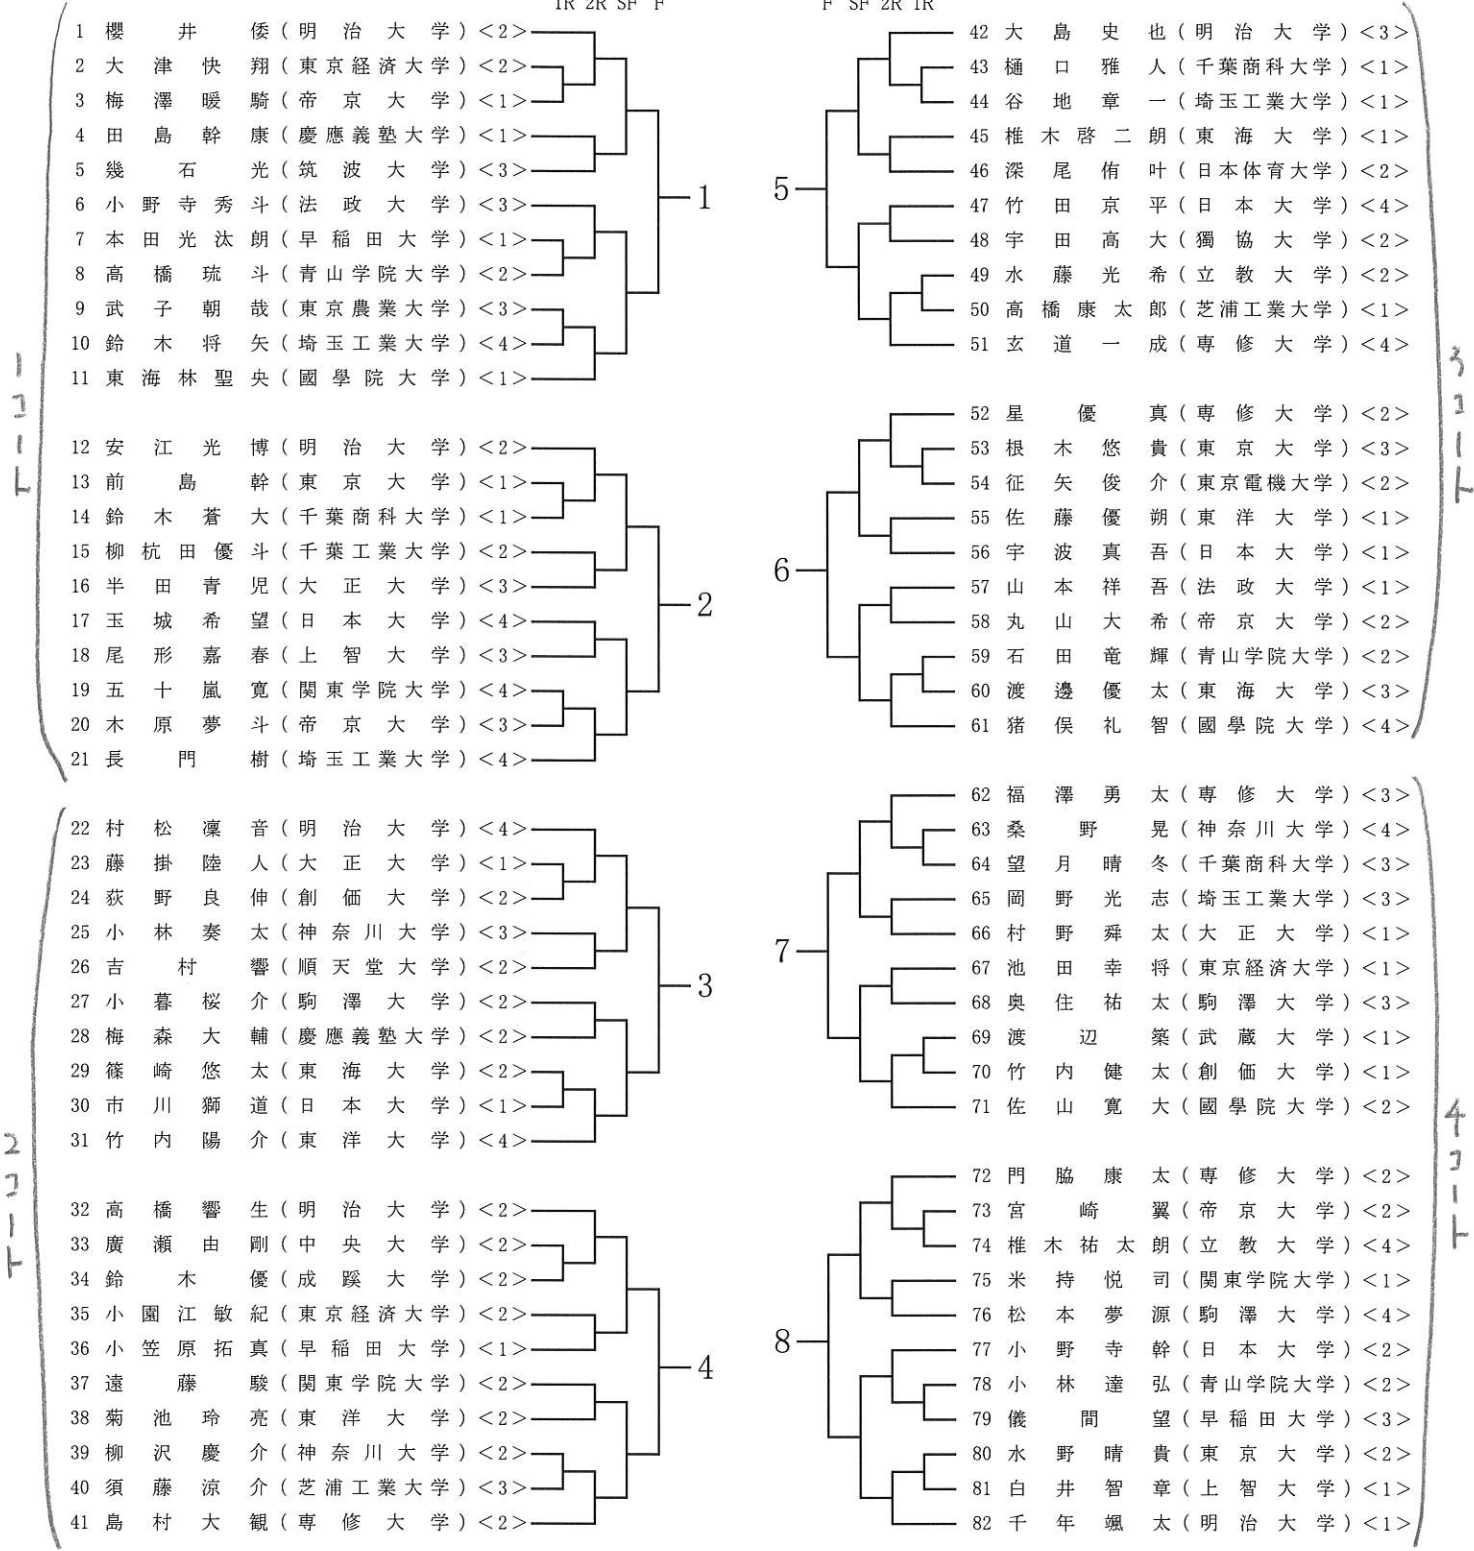 1R 2R SF F
1 櫻井倭(明治大学)<2>
2 大津快翔(東京経済大学)<2>
3 梅澤暖騎(帝京大学)<1>
4 田島幹康(慶應義塾大学)<1>
5 幾石光(筑波大学)<3>
6 小野寺秀斗(法政大学)<3>
7 本田光汰朗(早稲田大学)<1>
8 高橋琉斗(青山学院大学)<2>
9 武子朝哉(東京農業大学)<3>
10 鈴木将矢(埼玉工業大学)<4>
11 東海林聖央(國學院大学)<1>
1
12 安江光博(明治大学)<2>
13 前島幹(東京大学)<1>
14 鈴木蒼大(千葉商科大学)<1>
15 柳杭田優斗(千葉工業大学)<2>
16 半田青児(大正大学)<3>
17 玉城希望(日本大学)<4>
18 尾形嘉春(上智大学)<3>
19 五十嵐寛(関東学院大学)<4>
20 木原夢斗(帝京大学)<3>
21 長門樹(埼玉工業大学)<4>
2
1コート
22 村松凜音(明治大学)<4>
23 藤掛陸人(大正大学)<1>
24 荻野良伸(創価大学)<2>
25 小林奏太(神奈川大学)<3>
26 吉村響(順天堂大学)<2>
27 小暮桜介(駒澤大学)<2>
28 梅森大輔(慶應義塾大学)<2>
29 篠崎悠太(東海大学)<2>
30 市川獅道(日本大学)<1>
31 竹内陽介(東洋大学)<4>
3
32 高橋響生(明治大学)<2>
33 廣瀬由剛(中央大学)<2>
34 鈴木優(成蹊大学)<2>
35 小園江敏紀(東京経済大学)<2>
36 小笠原拓真(早稲田大学)<1>
37 遠藤駿(関東学院大学)<2>
38 菊池玲亮(東洋大学)<2>
39 柳沢慶介(神奈川大学)<2>
40 須藤涼介(芝浦工業大学)<3>
41 島村大観(専修大学)<2>
4
2コート
F SF 2R 1R
42 大島史也(明治大学)<3>
43 樋口雅人(千葉商科大学)<1>
44 谷地章一(埼玉工業大学)<1>
45 椎木啓二朗(東海大学)<1>
46 深尾侑叶(日本体育大学)<2>
47 竹田京平(日本大学)<4>
48 宇田高大(獨協大学)<2>
49 水藤光希(立教大学)<2>
50 高橋康太郎(芝浦工業大学)<1>
51 玄道一成(専修大学)<4>
5
52 星優真(専修大学)<2>
53 根木悠貴(東京大学)<3>
54 征矢俊介(東京電機大学)<2>
55 佐藤優朔(東洋大学)<1>
56 宇波真吾(日本大学)<1>
57 山本祥吾(法政大学)<1>
58 丸山大希(帝京大学)<2>
59 石田竜輝(青山学院大学)<2>
60 渡邊優太(東海大学)<3>
61 猪俣礼智(國學院大学)<4>
6
3コート
62 福澤勇太(専修大学)<3>
63 桑野晃(神奈川大学)<4>
64 望月晴冬(千葉商科大学)<3>
65 岡野光志(埼玉工業大学)<3>
66 村野舜太(大正大学)<1>
67 池田幸将(東京経済大学)<1>
68 奥住祐太(駒澤大学)<3>
69 渡辺築(武蔵大学)<1>
70 竹内健太(創価大学)<1>
71 佐山寛大(國學院大学)<2>
7
72 門脇康太(専修大学)<2>
73 宮崎翼(帝京大学)<2>
74 椎木祐太朗(立教大学)<4>
75 米持悦司(関東学院大学)<1>
76 松本夢源(駒澤大学)<4>
77 小野寺幹(日本大学)<2>
78 小林達弘(青山学院大学)<2>
79 儀間望(早稲田大学)<3>
80 水野晴貴(東京大学)<2>
81 白井智章(上智大学)<1>
82 千年颯太(明治大学)<1>
8
4コート